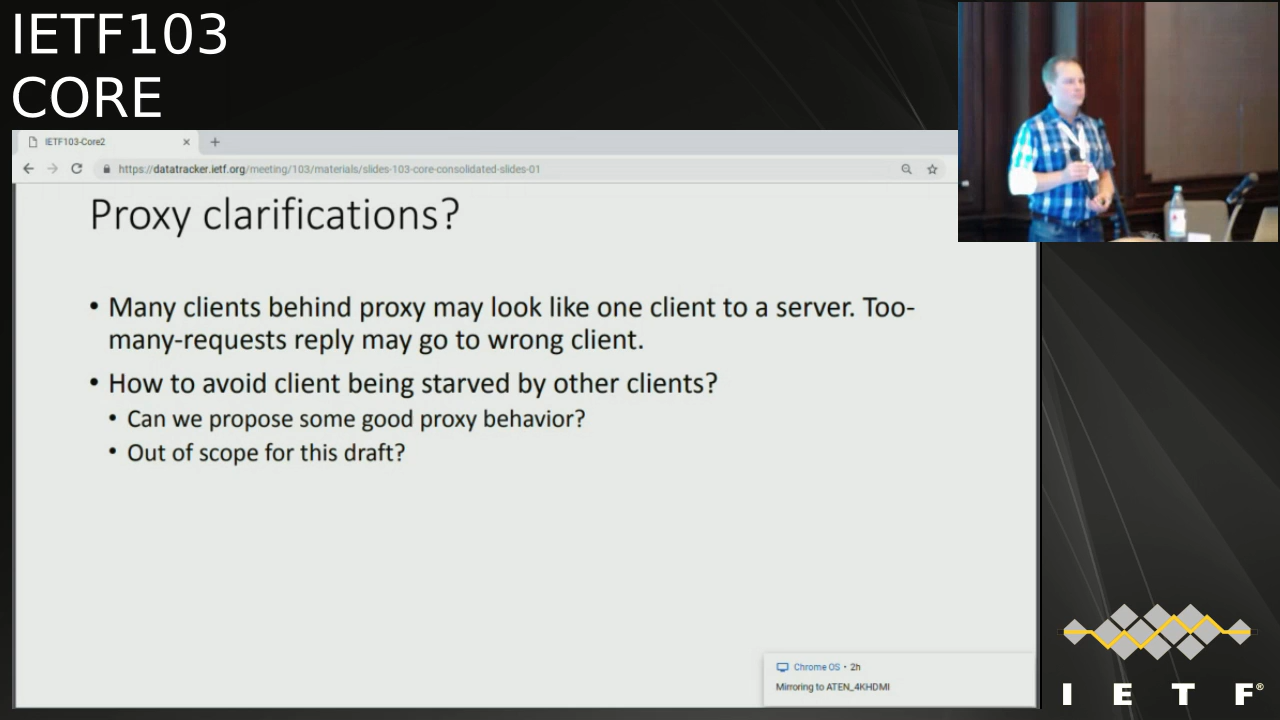 IETF103
CORE
IETF103-Core2
https://datatracker.ietf.org/meeting/103/materials/slides-103-core-consolidated-slides-01
Proxy clarifications?
• Many clients behind proxy may look like one client to a server. Too-
many-requests reply may go to wrong client.
• How to avoid client being starved by other clients?
• Can we propose some good proxy behavior?
• Out of scope for this draft?
Chrome OS • 2h
Mirroring to ATEN_4KHDMI
I E T F®